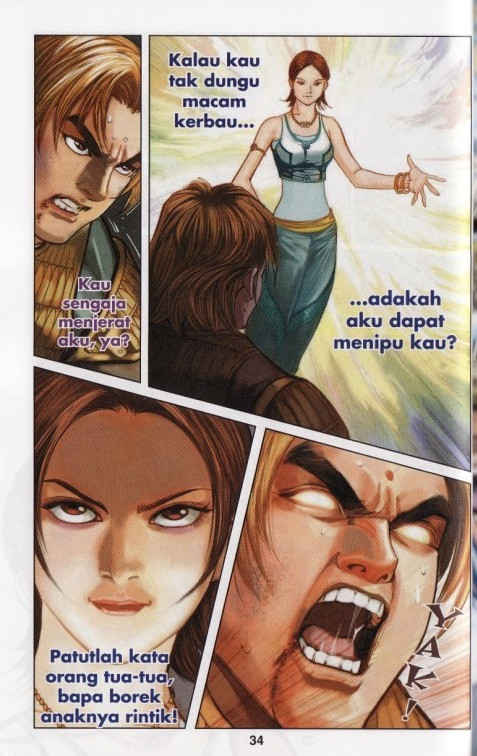 Kau
sengaja
menjerat
aku, ya?
Kalau kau
tak dungu
macam
kerbau...
...adakah
aku dapat
menipu kau?
Patutlah kata
orang tua-tua,
bapa borek
anaknya rintik!
YAK!
34